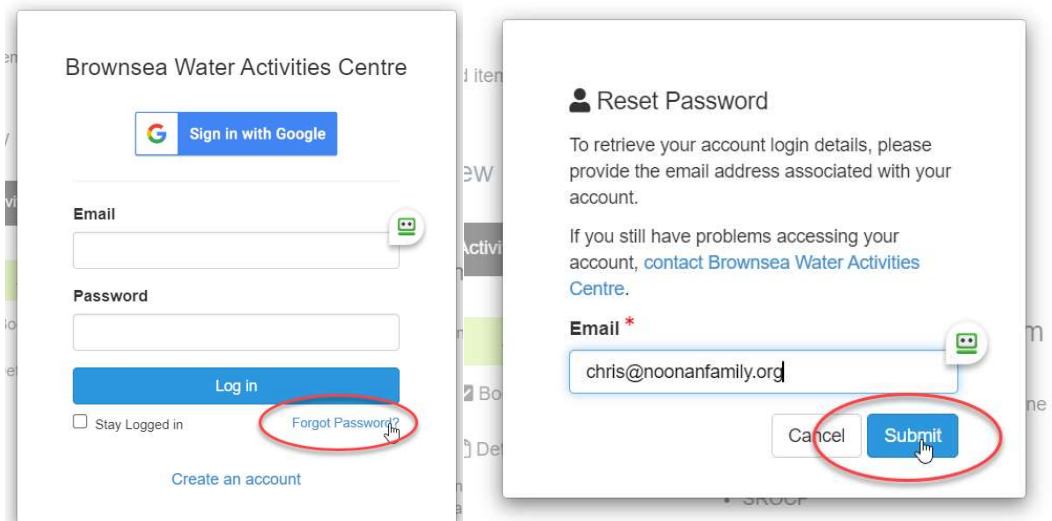 Brownsea Water Activities Centre
Sign in with Google
Email
Password
Log in
Stay Logged in
Forgot Password?
Create an account
Reset Password
To retrieve your account login details, please
provide the email address associated with your
account.
If you still have problems accessing your
account, contact Brownsea Water Activities
Centre.
Email *
chris@noonanfamily.org
Cancel
Submit